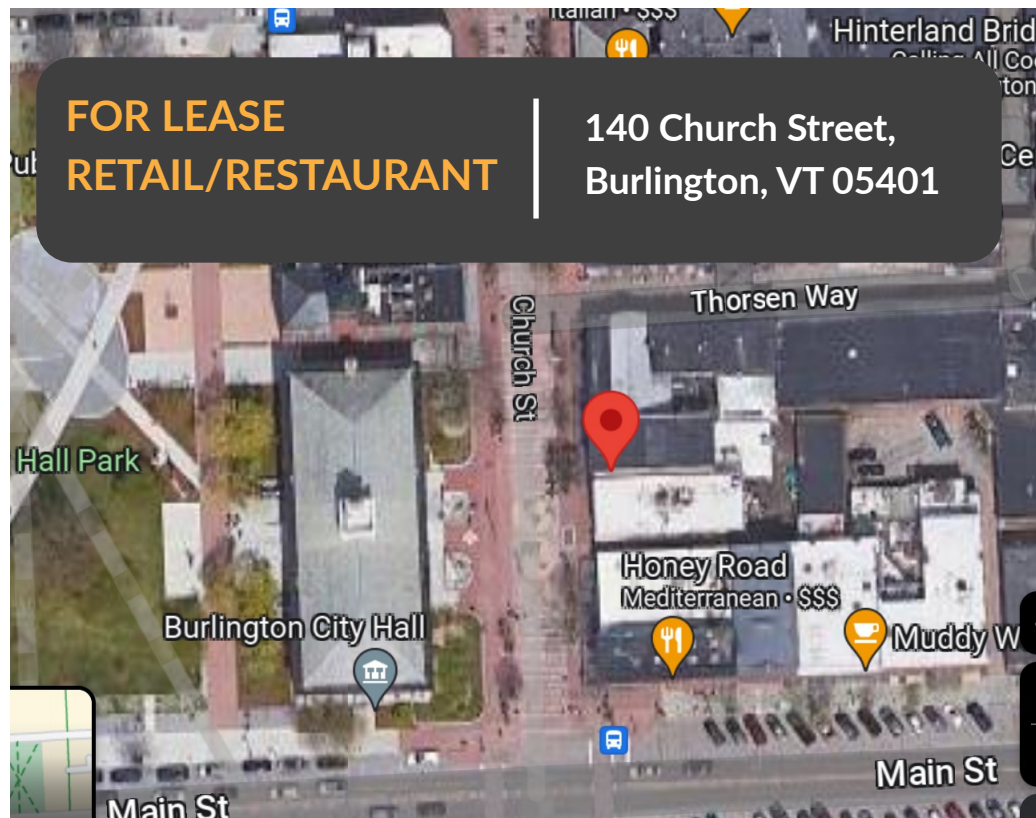 Italian • $$$
Hinterland
FOR LEASE
RETAIL/RESTAURANT
140 Church Street,
Burlington, VT 05401
Thorsen Way
Church St
Hall Park
Honey Road
Mediterranean • $$$
Burlington City Hall
Muddy
Main St
Main St